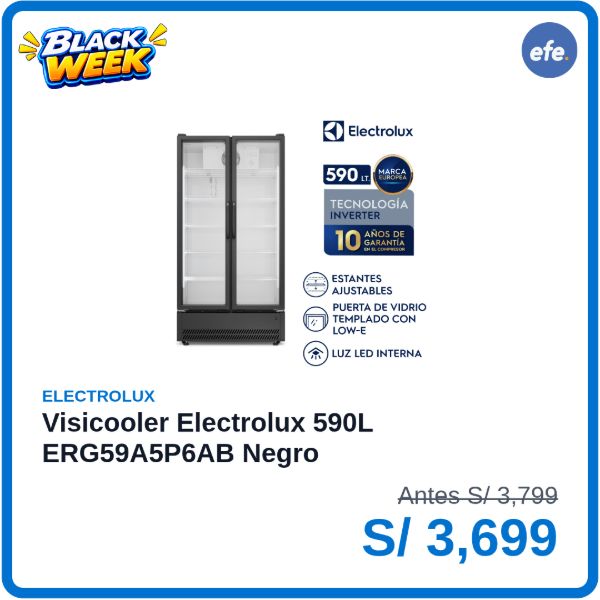 BLACK
WEEK
efe.
Electrolux
590 LT.
MARCA
EUROPEA
TECNOLOGÍA
INVERTER
10 AÑOS DE
GARANTÍA
EN EL COMPRESOR
ESTANTES
AJUSTABLES
PUERTA DE VIDRIO
TEMPLADO CON
LOW-E
LUZ LED INTERNA
ELECTROLUX
Visicooler Electrolux 590L
ERG59A5P6AB Negro
Antes S/ 3,799
S/ 3,699